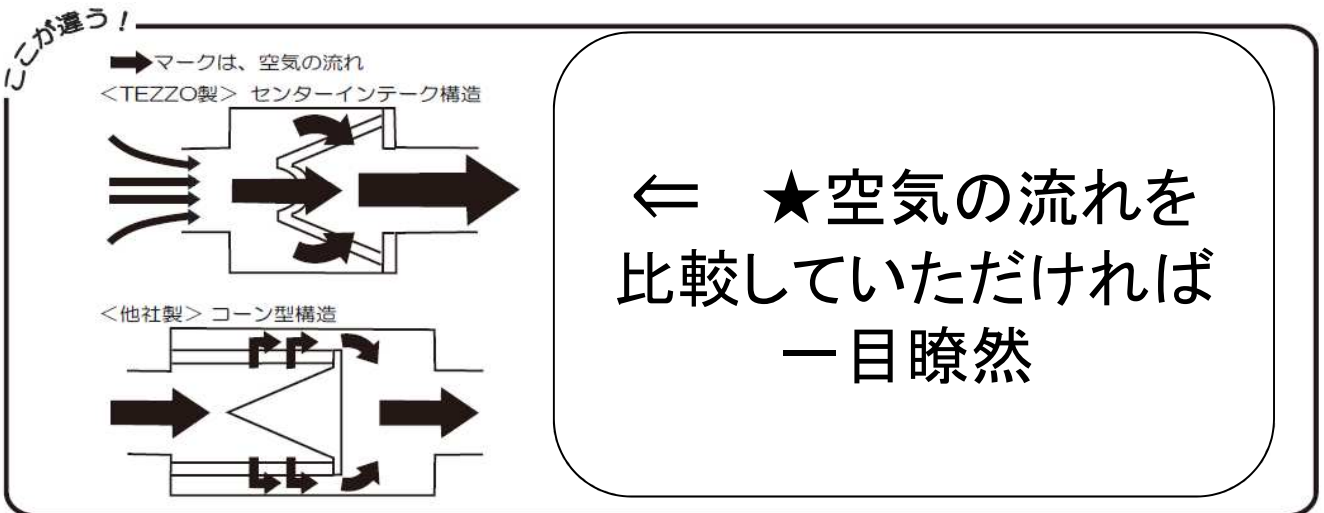 ここが違う！
➡マークは、空気の流れ
＜TEZZO製＞ センターインテーク構造
＜他社製＞ コーン型構造
⇐ ★空気の流れを
比較していただければ
一目瞭然